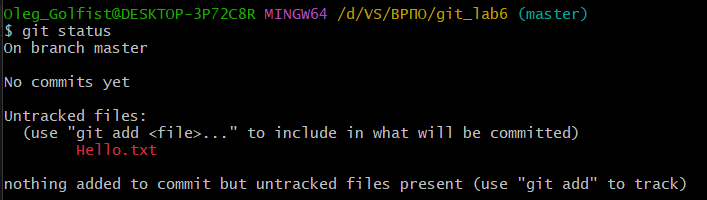 Oleg_Golfist@DESKTOP-3P72C8R MINGW64 /d/VS/ВРПО/git_lab6 (master)
$ git status
On branch master
No commits yet
Untracked files:
  (use "git add <file>..." to include in what will be committed)
        Hello.txt
nothing added to commit but untracked files present (use "git add" to track)